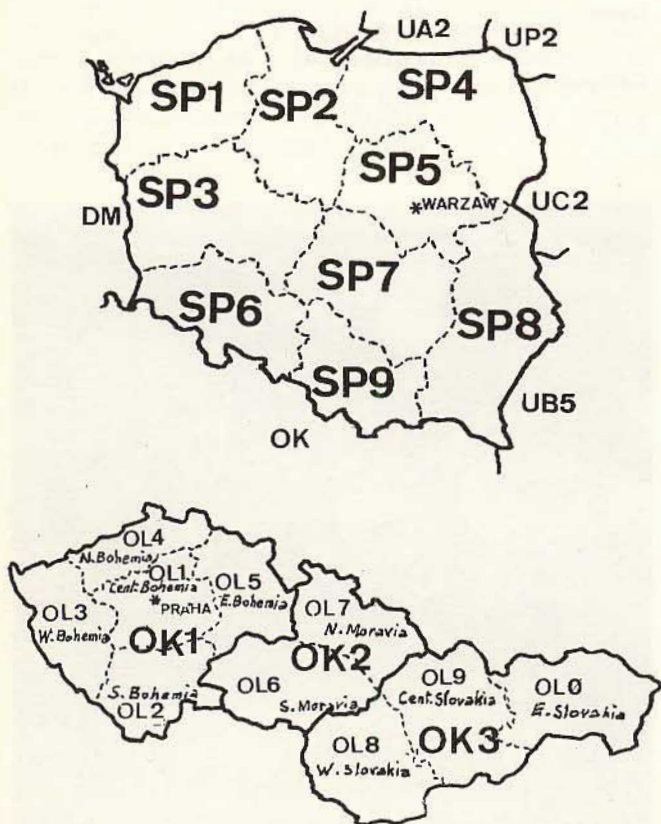 UA2
UP2
SP1
SP2
SP4
SP5
SP3
*WARZAW
UC2
DM
SP7
SP6
SP8
SP9
UB5
OK
OL4
N. Bohemia
OL1
Cent. Bohemia
OL5
E. Bohemia
OL7
OL3
*PRAHA
W. Bohemia
N. Moravia
OK1
OK2
OL9
OLØ
S. Bohemia
OL6
Cent. Slovakia
E. Slovakia
OL2
S. Moravia
OL8
OK3
W. Slovakia